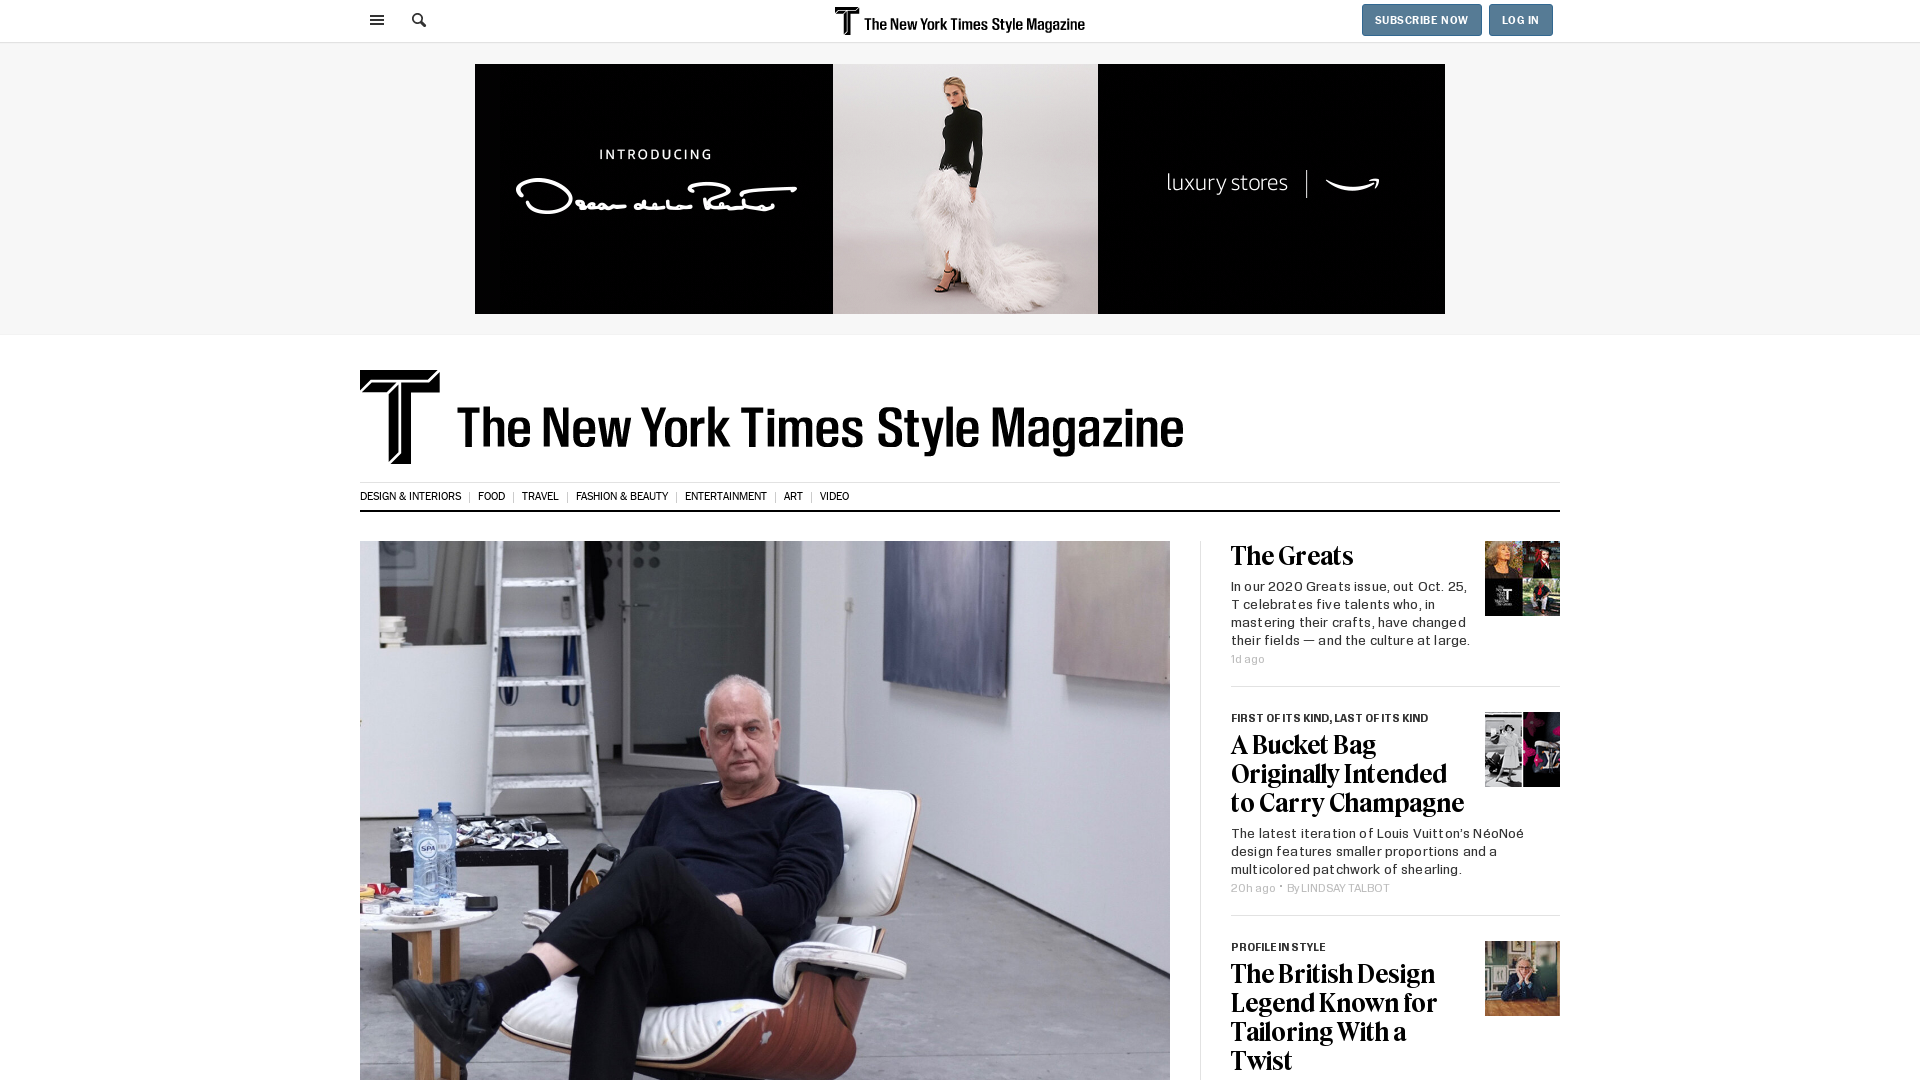 The New York Times Style Magazine
SUBSCRIBE NOW
LOG IN
INTRODUCING
Oscar de la Renta
luxury stores
The New York Times Style Magazine
DESIGN & INTERIORS
FOOD
TRAVEL
FASHION & BEAUTY
ENTERTAINMENT
ART
VIDEO
SPA
The Greats
In our 2020 Greats issue, out Oct. 25,
T celebrates five talents who, in
mastering their crafts, have changed
their fields — and the culture at large.
1d ago
FIRST OF ITS KIND, LAST OF ITS KIND
A Bucket Bag
Originally Intended
to Carry Champagne
The latest iteration of Louis Vuitton’s NéoNoé
design features smaller proportions and a
multicolored patchwork of shearling.
20h ago · By LINDSAY TALBOT
PROFILE IN STYLE
The British Design
Legend Known for
Tailoring With a
Twist